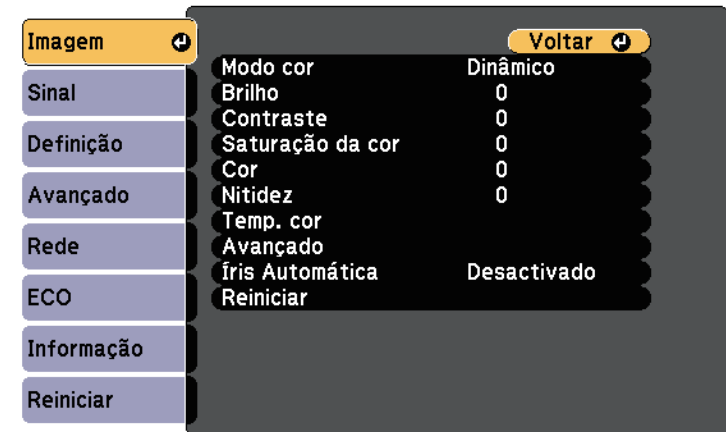 Imagem
Sinal
Definição
Avançado
Rede
ECO
Informação
Reiniciar
Voltar
Modo cor Dinâmico
Brilho 0
Contraste 0
Saturação da cor 0
Cor 0
Nitidez 0
Temp. cor
Avançado
Íris Automática Desactivado
Reiniciar